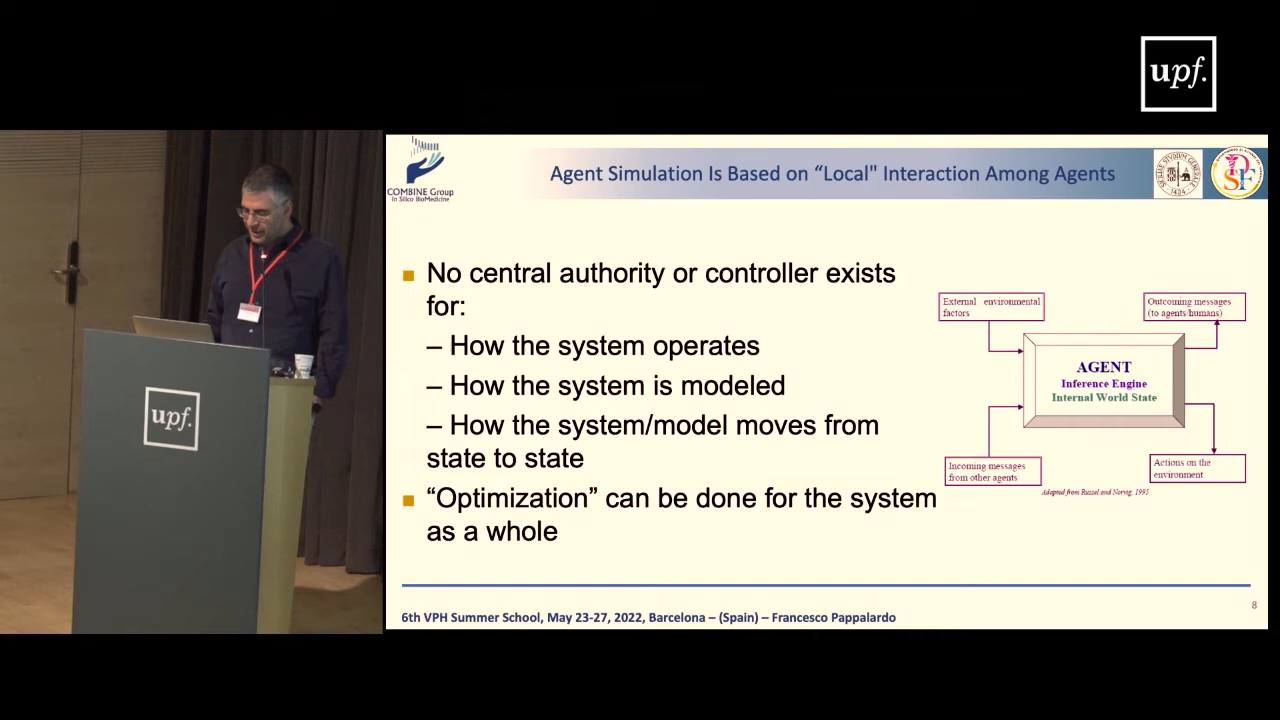 upf.
COMBINE Group
In Silico BioMedicine
Agent Simulation Is Based on “Local" Interaction Among Agents
No central authority or controller exists
for:
– How the system operates
– How the system is modeled
– How the system/model moves from
state to state
“Optimization” can be done for the system
as a whole
External environmental
factors
Outcoming messages
(to agents/humans)
AGENT
Inference Engine
Internal World State
Incoming messages
from other agents
Actions on the
environment
Adapted from Russel and Norvig, 1995
8
6th VPH Summer School, May 23-27, 2022, Barcelona – (Spain) – Francesco Pappalardo
upf.